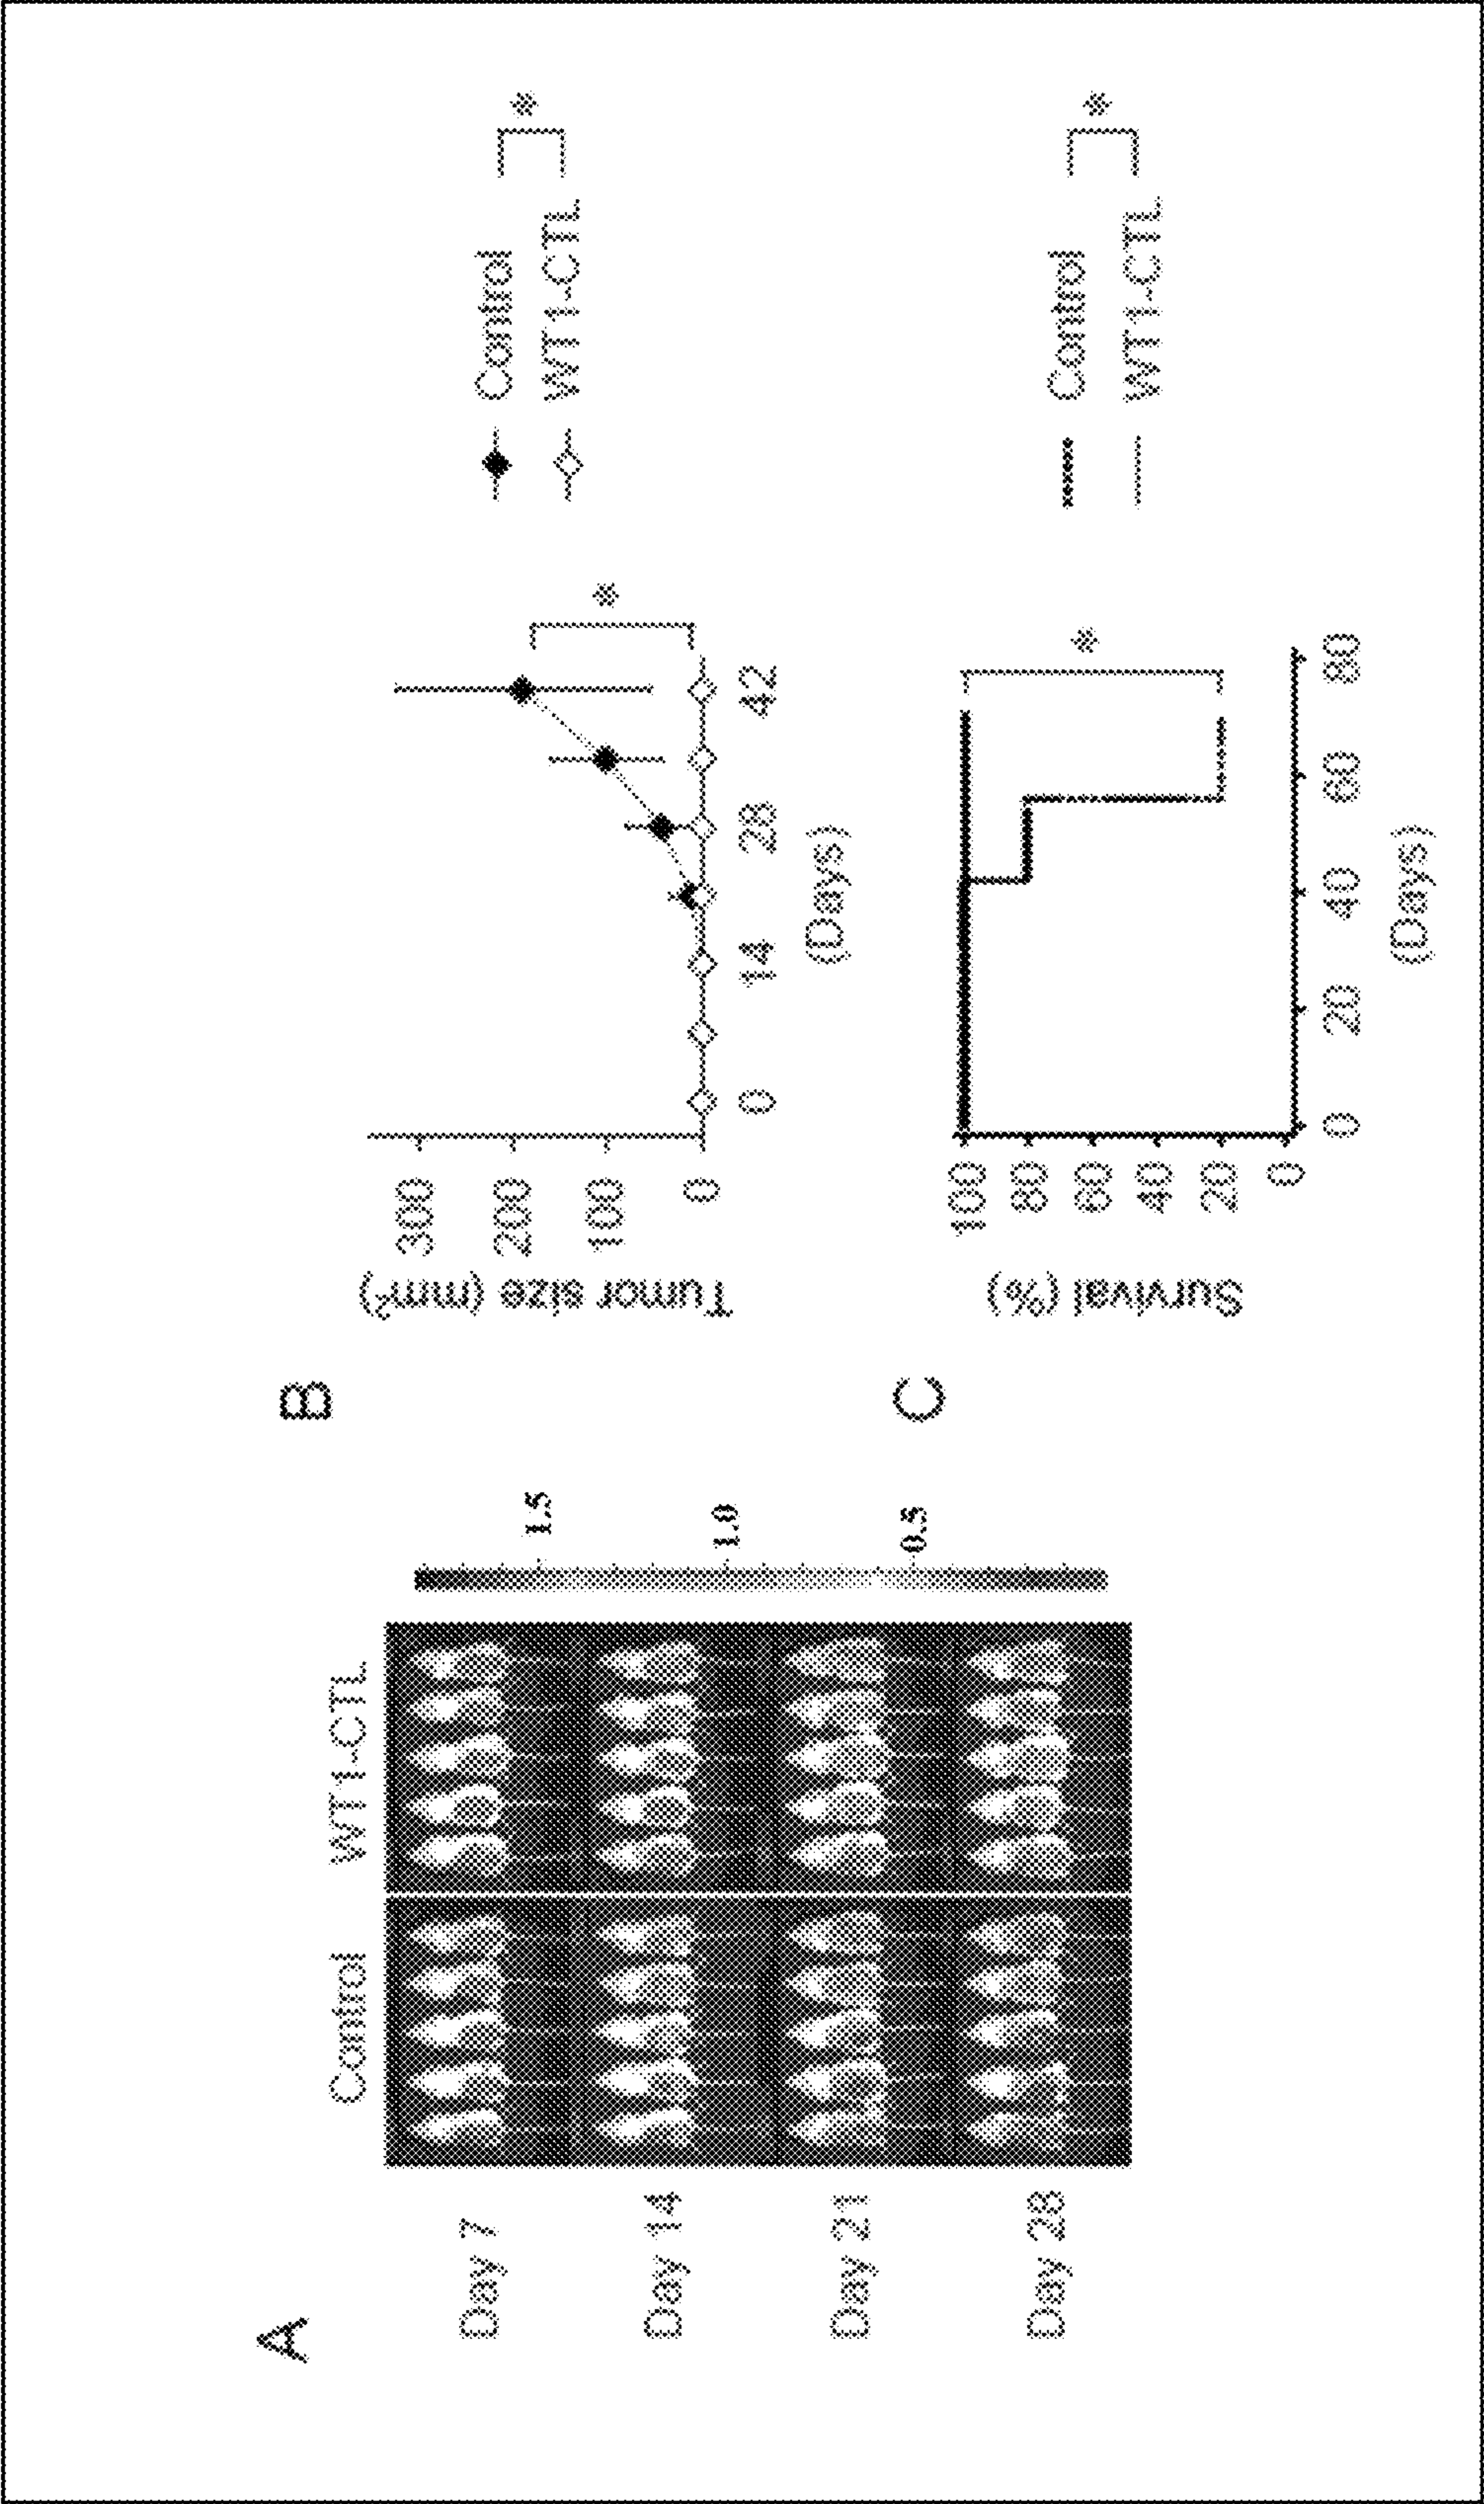 A
Control
WT1-CTL
Day 7
Day 14
Day 21
Day 28
1.5
1.0
0.5
B
Tumor size (mm²)
300
200
100
0
0
14
28
42
(Days)
*
Control
WT1-CTL
*
C
Survival (%)
100
80
60
40
20
0
0
20
40
60
80
(Days)
*
Control
WT1-CTL
*